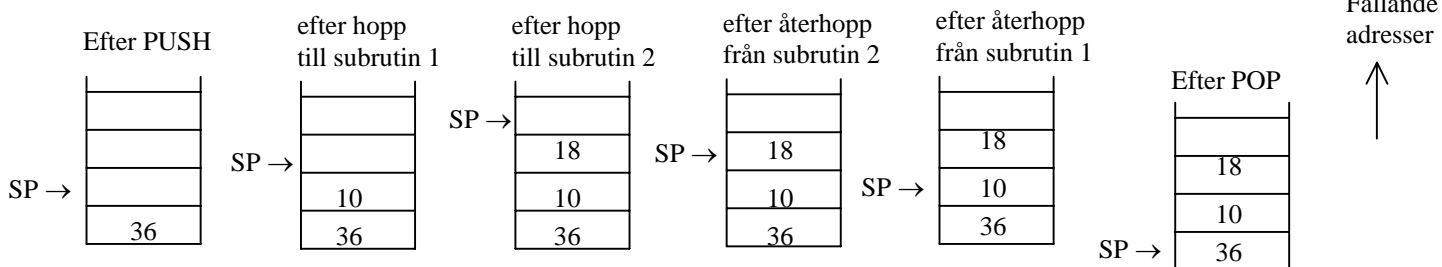 Efter PUSH
SP →
36
efter hopp
till subrutin 1
SP →
10
36
efter hopp
till subrutin 2
SP →
18
10
36
efter återhopp
från subrutin 2
SP →
18
10
36
efter återhopp
från subrutin 1
18
SP →
10
36
Efter POP
18
10
SP →
36
Fallande
adresser